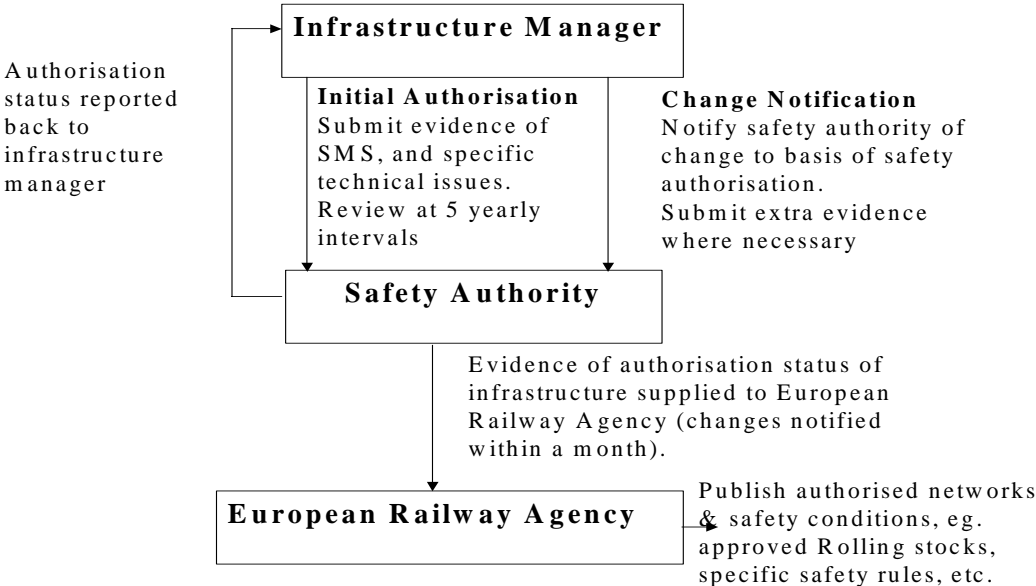 Infrastructure Manager
Authorisation
status reported
back to
infrastructure
manager
Initial Authorisation
Submit evidence of
SMS, and specific
technical issues.
Review at 5 yearly
intervals
Change Notification
Notify safety authority of
change to basis of safety
authorisation.
Submit extra evidence
where necessary
Safety Authority
Evidence of authorisation status of
infrastructure supplied to European
Railway Agency (changes notified
within a month).
European Railway Agency
Publish authorised networks
& safety conditions, eg.
approved Rolling stocks,
specific safety rules, etc.